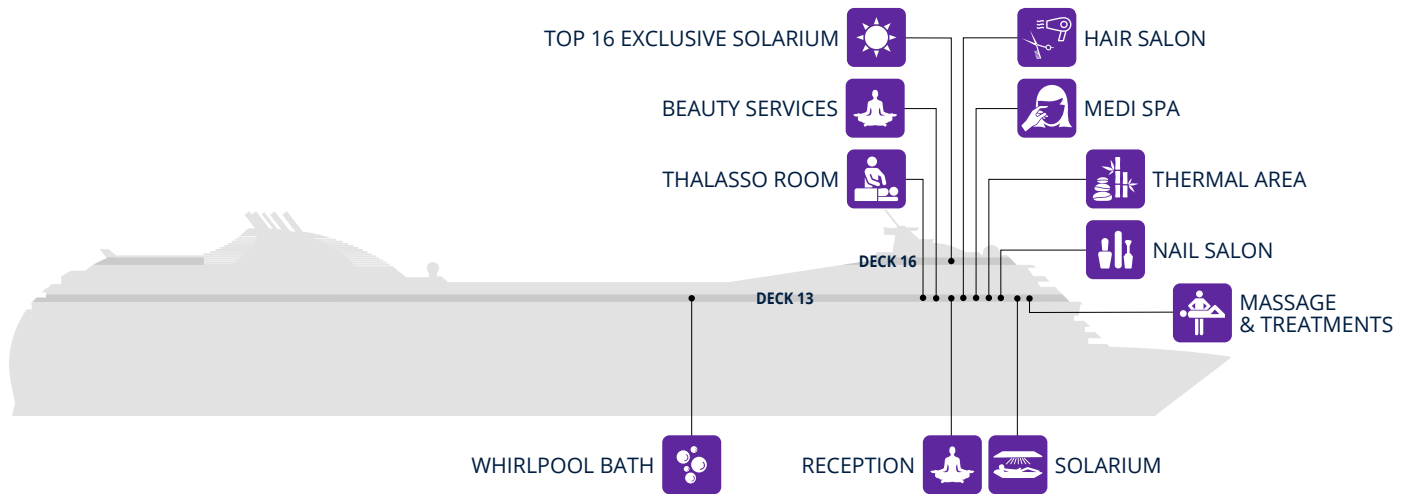 TOP 16 EXCLUSIVE SOLARIUM
HAIR SALON
BEAUTY SERVICES
MEDI SPA
THALASSO ROOM
THERMAL AREA
NAIL SALON
DECK 16
DECK 13
MASSAGE
& TREATMENTS
WHIRLPOOL BATH
RECEPTION
SOLARIUM